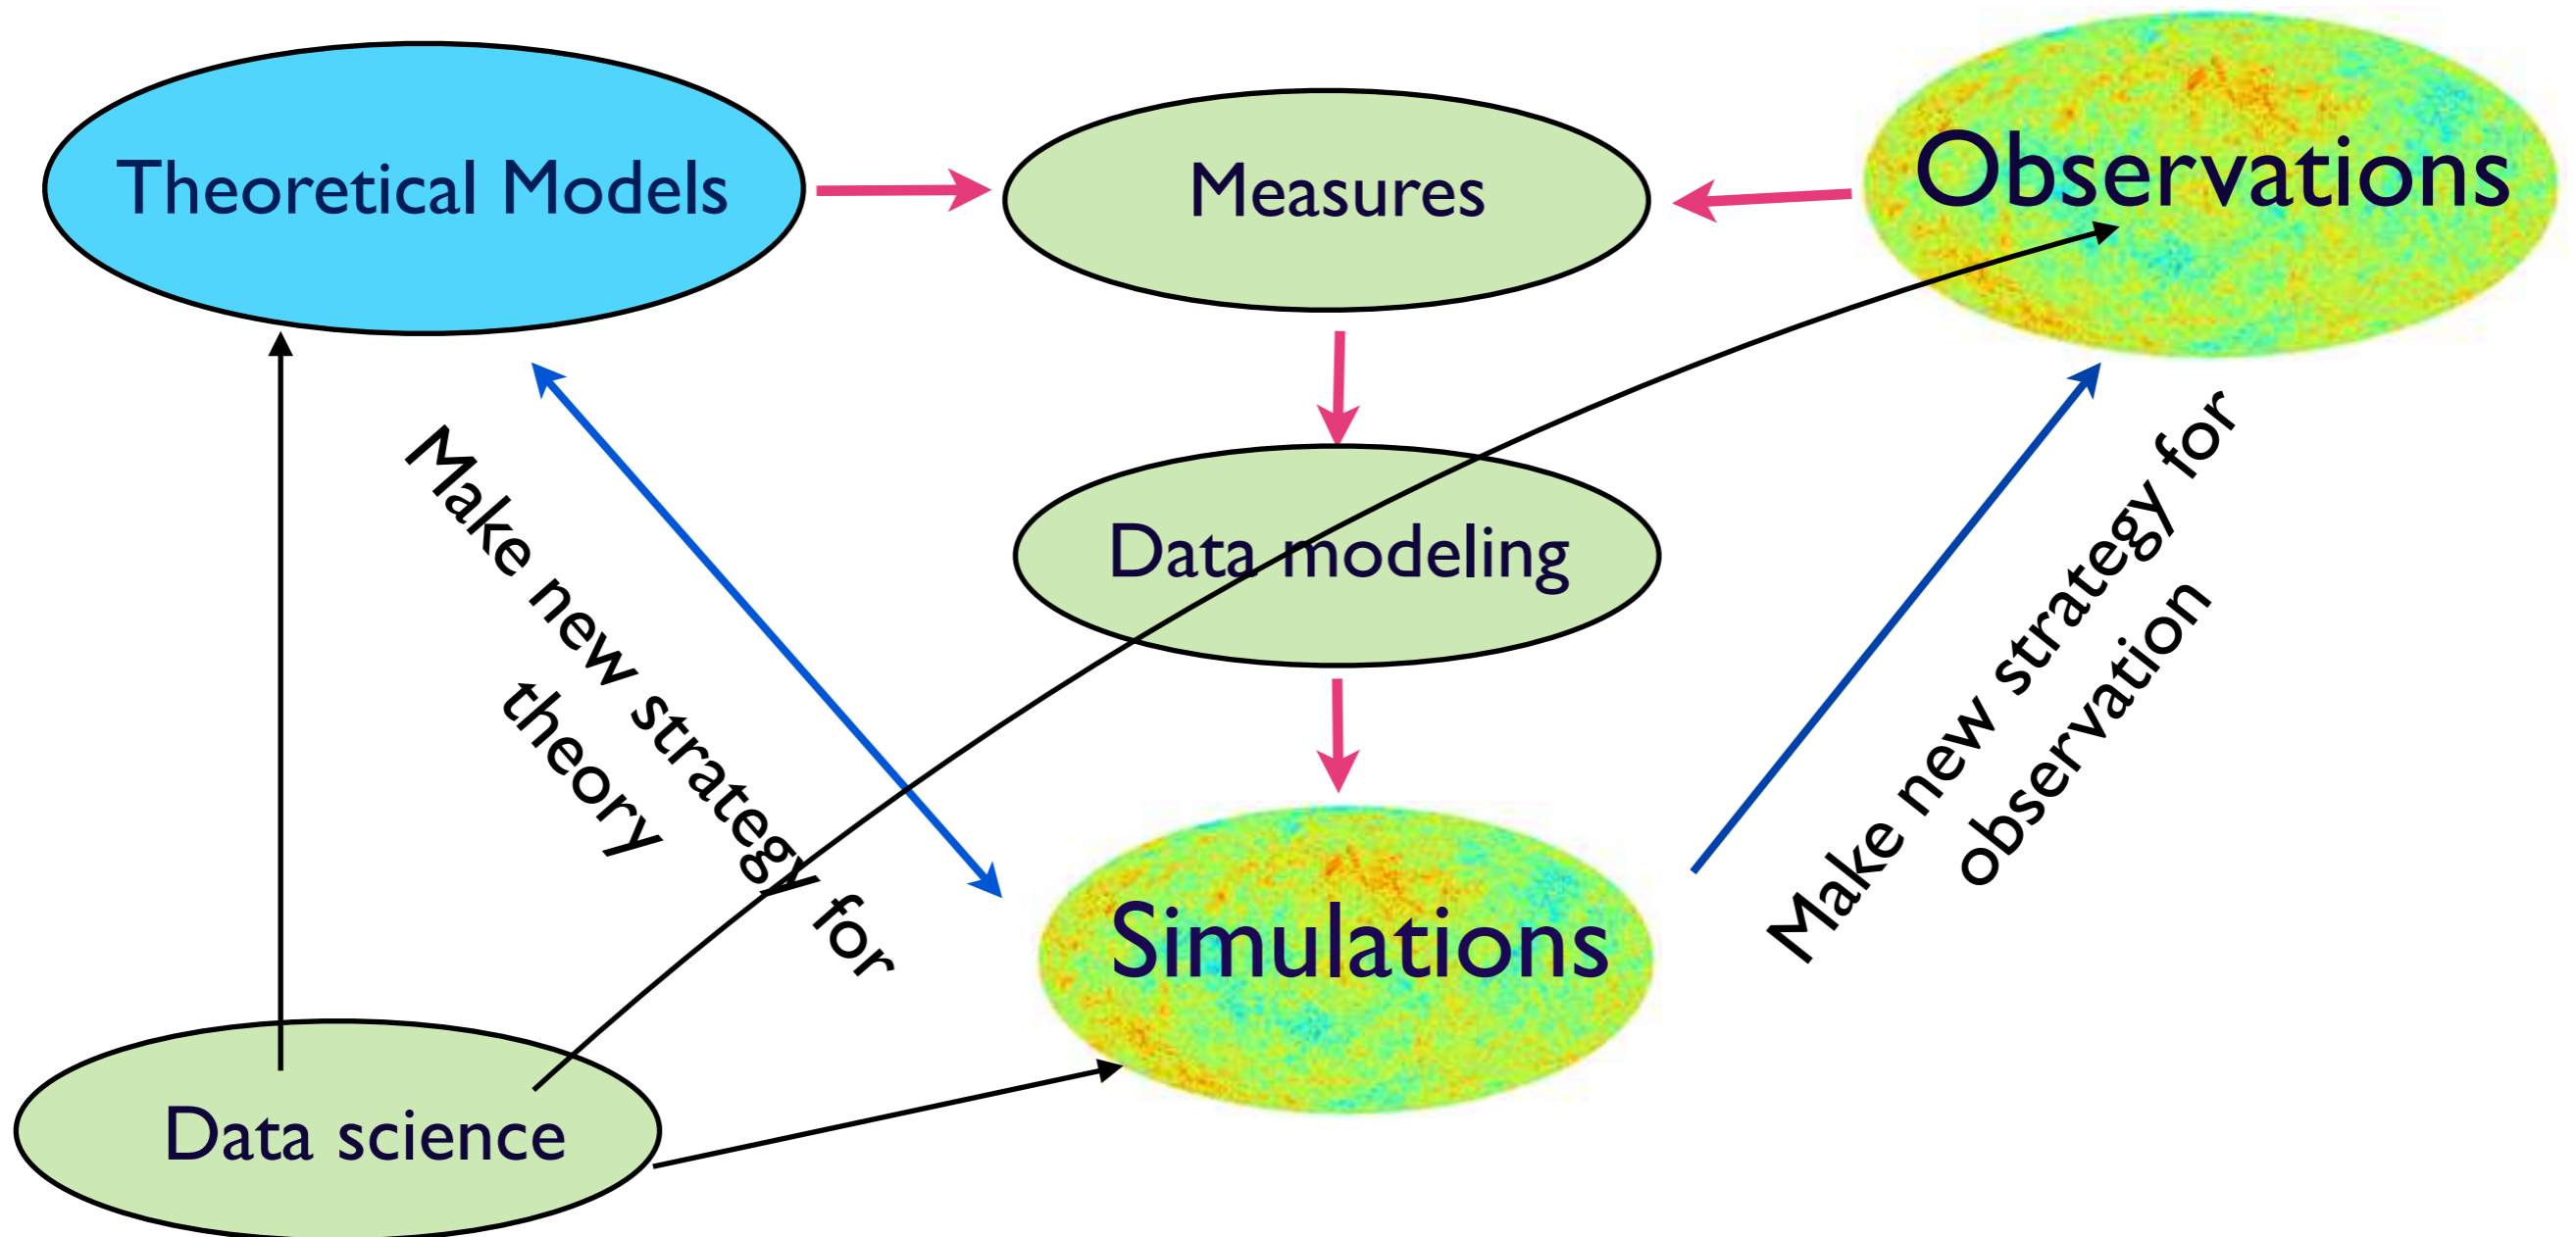 Theoretical Models
Measures
Observations
Make new strategy for
theory
Data modeling
Make new strategy for
observation
Simulations
Data science